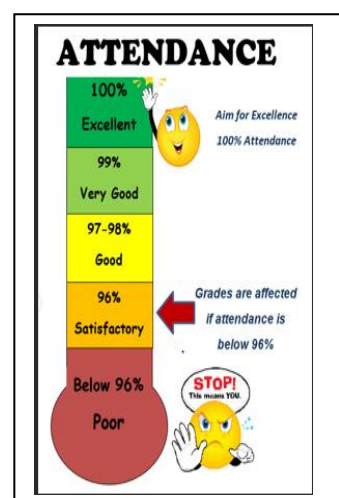 ATTENDANCE
100%
Excellent
Aim for Excellence
100% Attendance
99%
Very Good
97-98%
Good
96%
Satisfactory
Grades are affected
if attendance is
below 96%
Below 96%
Poor
STOP!
This means YOU.